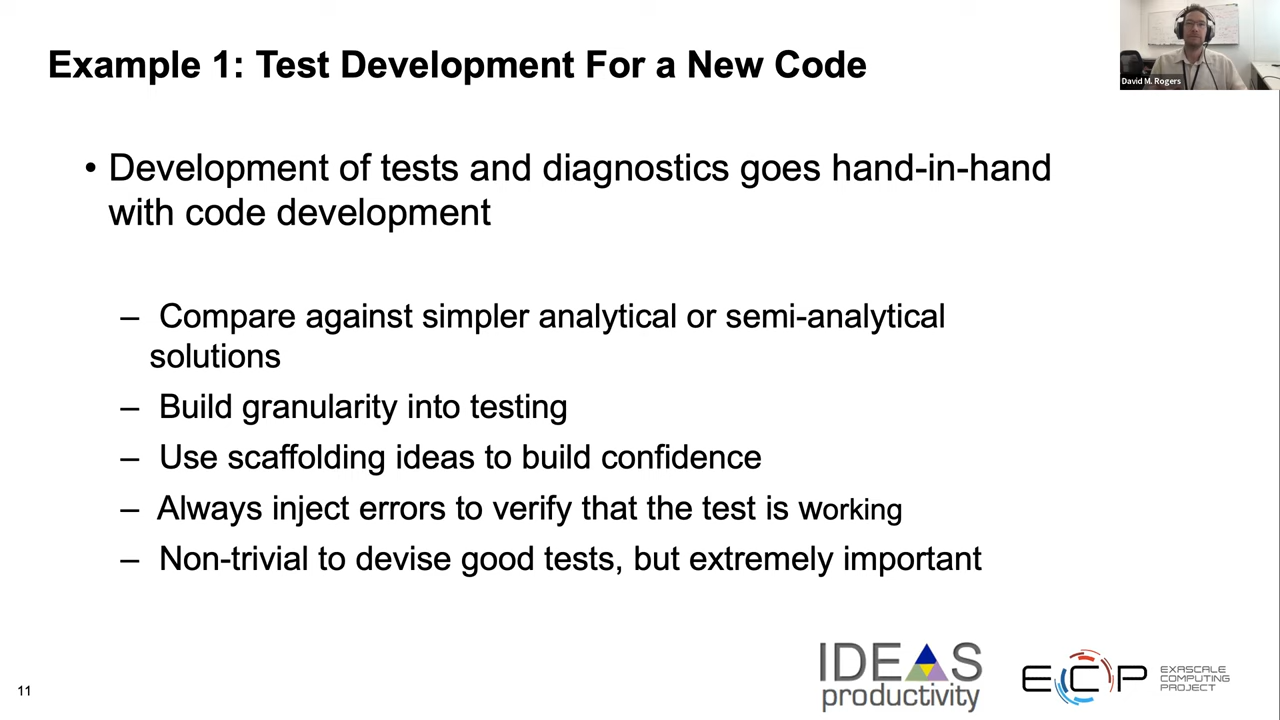 Example 1: Test Development For a New Code
David M. Rogers
• Development of tests and diagnostics goes hand-in-hand
with code development
– Compare against simpler analytical or semi-analytical
solutions
– Build granularity into testing
– Use scaffolding ideas to build confidence
– Always inject errors to verify that the test is working
– Non-trivial to devise good tests, but extremely important
11
IDEAS
productivity
ECP
EXASCALE
COMPUTING
PROJECT